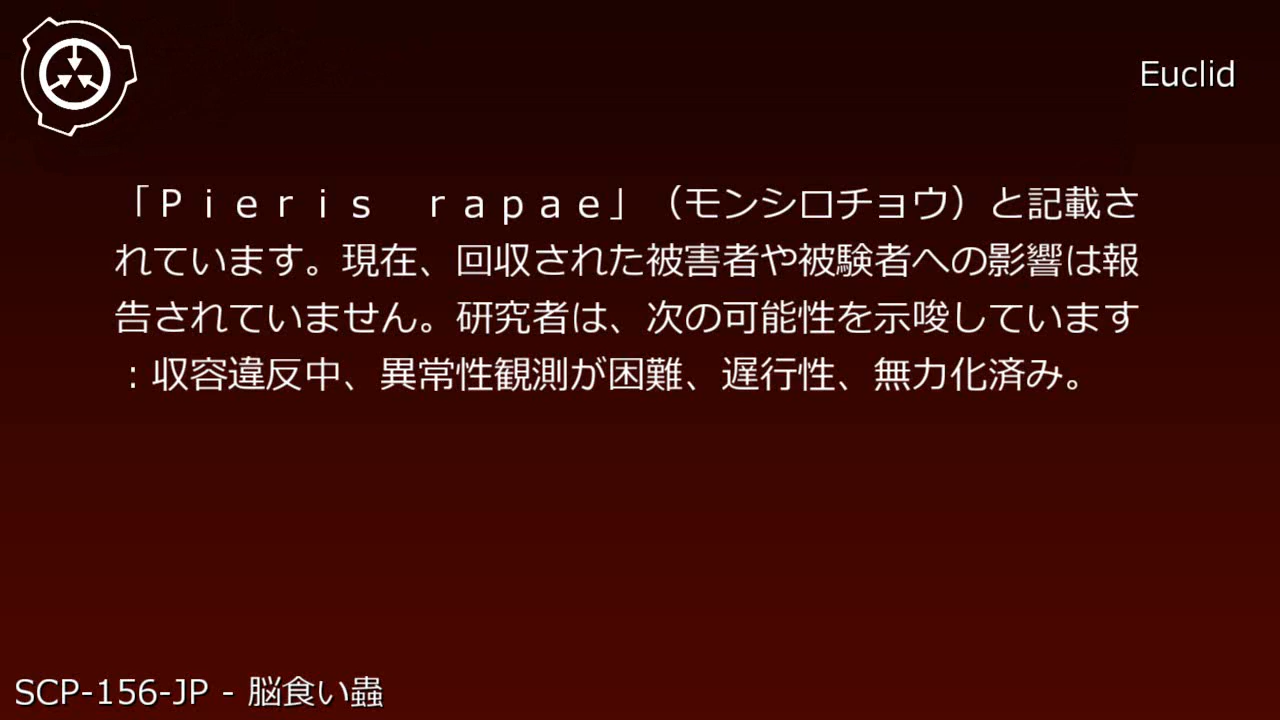 Euclid
「Ｐｉｅｒｉｓ　ｒａｐａｅ」（モンシロチョウ）と記載さ
れています。現在、回収された被害者や被験者への影響は報
告されていません。研究者は、次の可能性を示唆しています
：収容違反中、異常性観測が困難、遅行性、無力化済み。
SCP-156-JP - 脳食い蟲